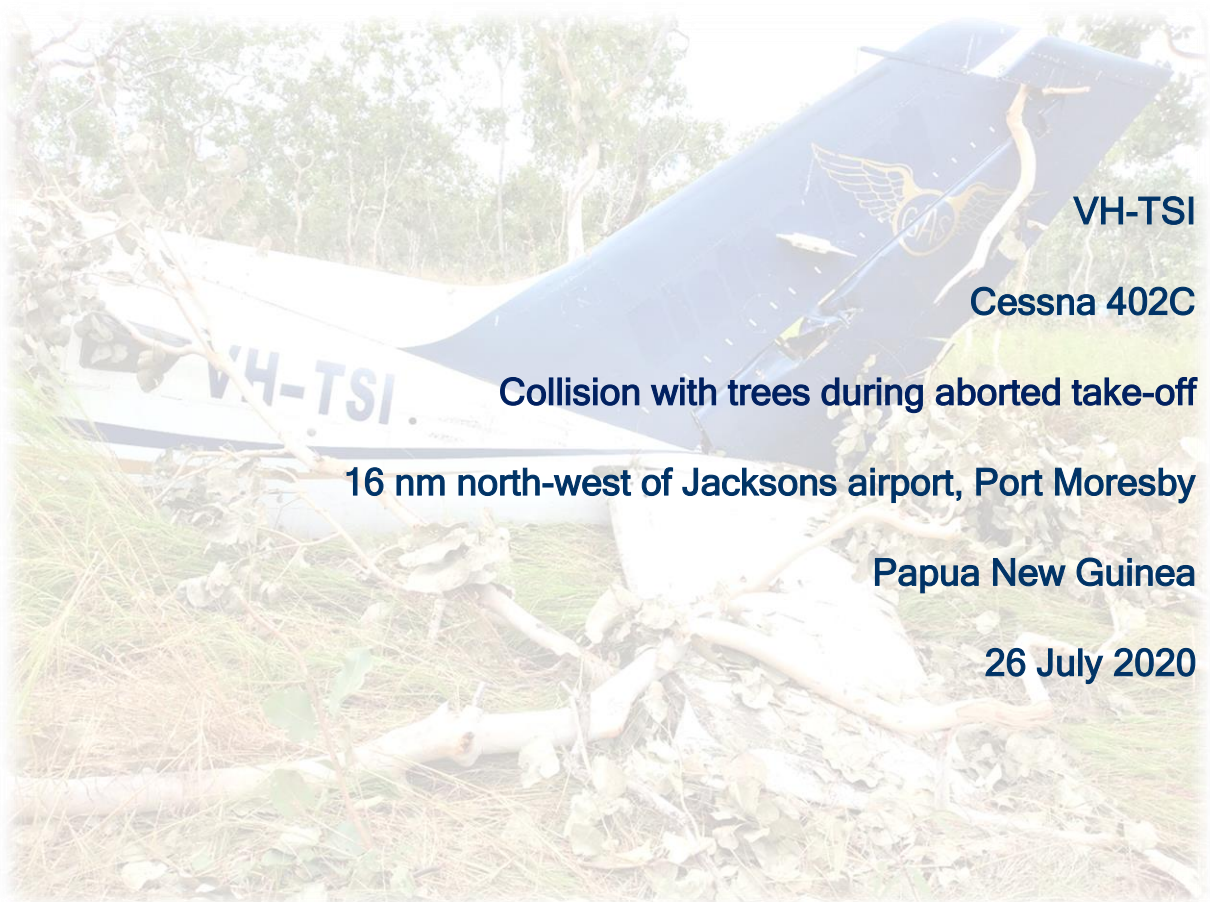 VH-TSI
Cessna 402C
Collision with trees during aborted take-off
16 nm north-west of Jacksons airport, Port Moresby
Papua New Guinea
26 July 2020
VH-TSI